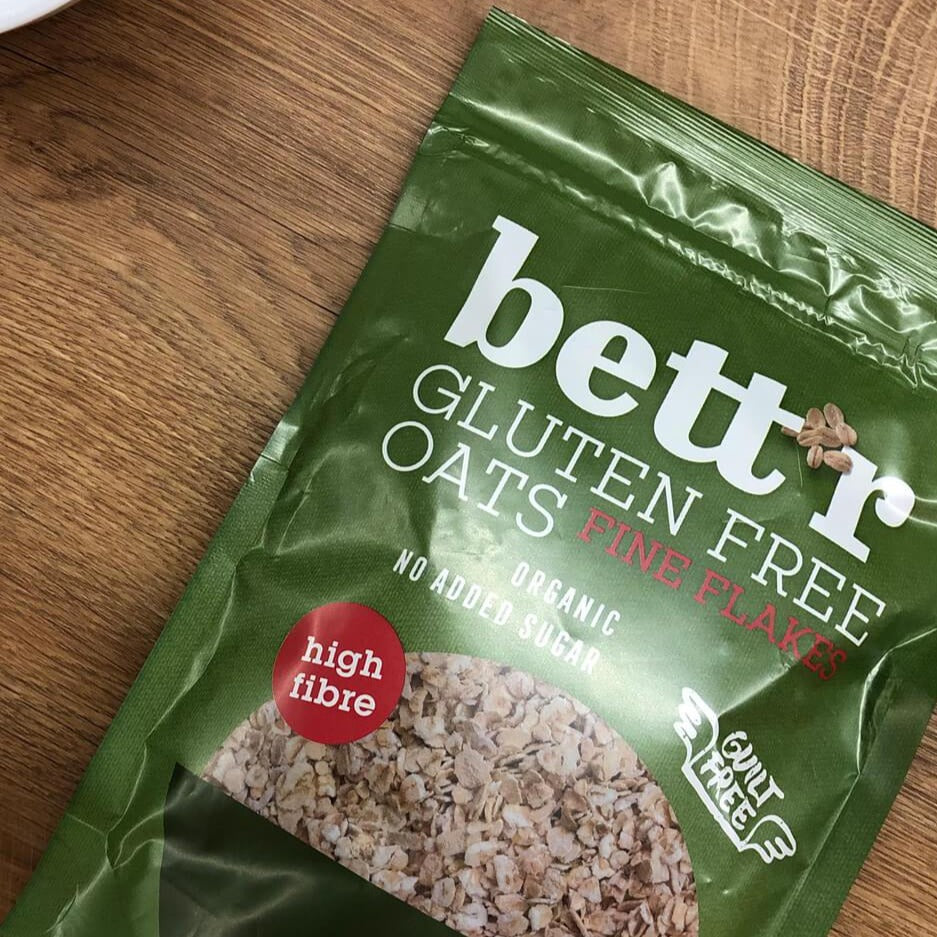 bett'r
GLUTEN FREE
OATS FINE FLAKES
ORGANIC
NO ADDED SUGAR
high
fibre
GUILT
FREE